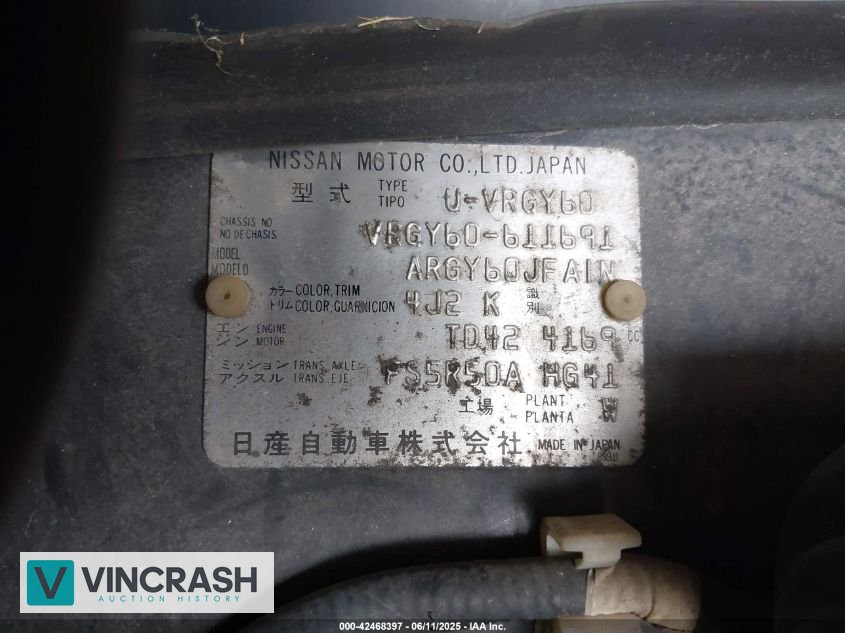 NISSAN MOTOR CO.,LTD.JAPAN
型式 TYPE TIPO U-VRGY60
CHASSIS NO NO DE CHASIS VRGY60-611691
MODEL MODELO ARGY60JFAIN
カラー COLOR,TRIM トリム COLOR,GUARNICION 4J2 K 識別
エンジン ENGINE MOTOR TD42 4169 CC
ミッション TRANS. AXLE アクスル TRANS. EJE FS5R50A HG41
工場 PLANT PLANTA W
日産自動車株式会社 MADE IN JAPAN
VINCRASH
AUCTION HISTORY
000-42468397 - 06/11/2025 - IAA Inc.